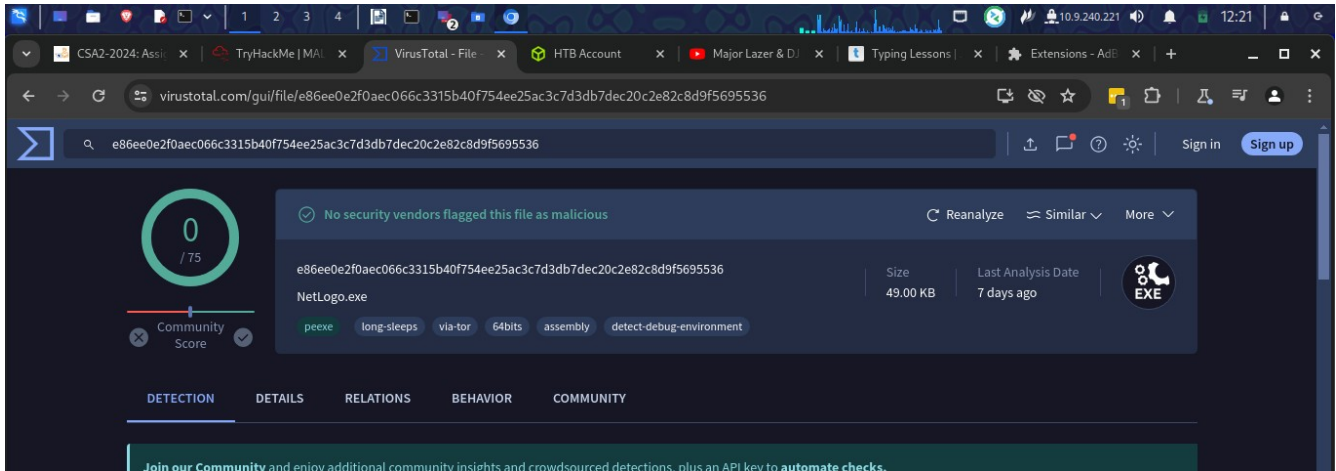 1 2 3 4 2 10.9.240.221 12:21
CSA2-2024: Assi TryHackMe | MAL VirusTotal - File - HTB Account Major Lazer & DJ Typing Lessons | Extensions - AdB
virustotal.com/gui/file/e86ee0e2f0aec066c3315b40f754ee25ac3c7d3db7dec20c2e82c8d9f5695536 1
e86ee0e2f0aec066c3315b40f754ee25ac3c7d3db7dec20c2e82c8d9f5695536 Sign in Sign up
0
/ 75
Community
Score
No security vendors flagged this file as malicious Reanalyze Similar More
e86ee0e2f0aec066c3315b40f754ee25ac3c7d3db7dec20c2e82c8d9f5695536
NetLogo.exe
peexe long-sleeps via-tor 64bits assembly detect-debug-environment
Size
49.00 KB
Last Analysis Date
7 days ago
EXE
DETECTION DETAILS RELATIONS BEHAVIOR COMMUNITY
Join our Community and enjoy additional community insights and crowdsourced detections, plus an API key to automate checks.